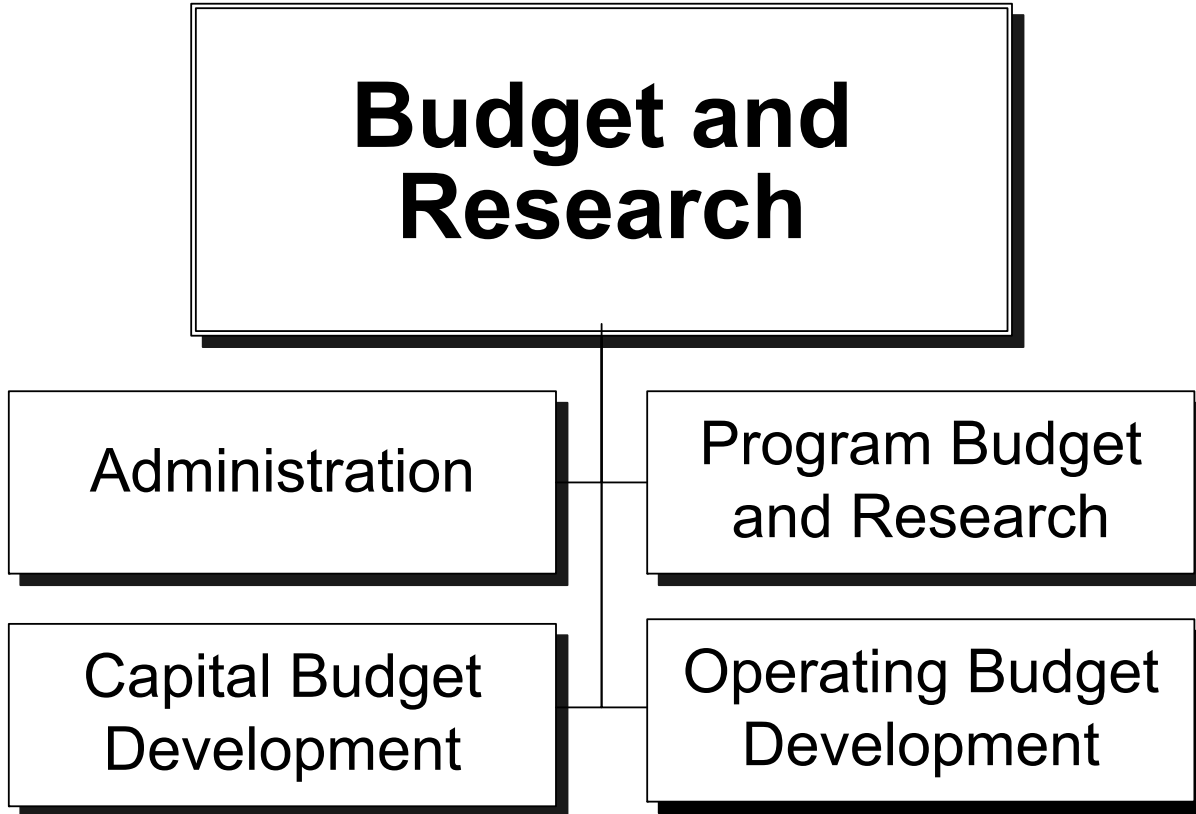 Budget and
Research
Administration
Program Budget
and Research
Capital Budget
Development
Operating Budget
Development